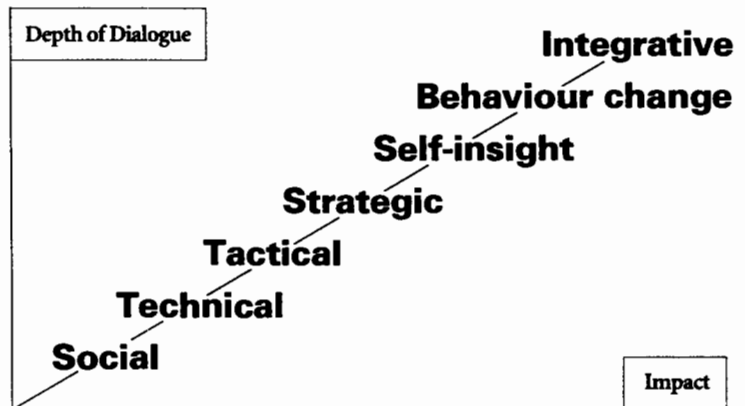 Depth of Dialogue
Integrative
Behaviour change
Self-insight
Strategic
Tactical
Technical
Social
Impact